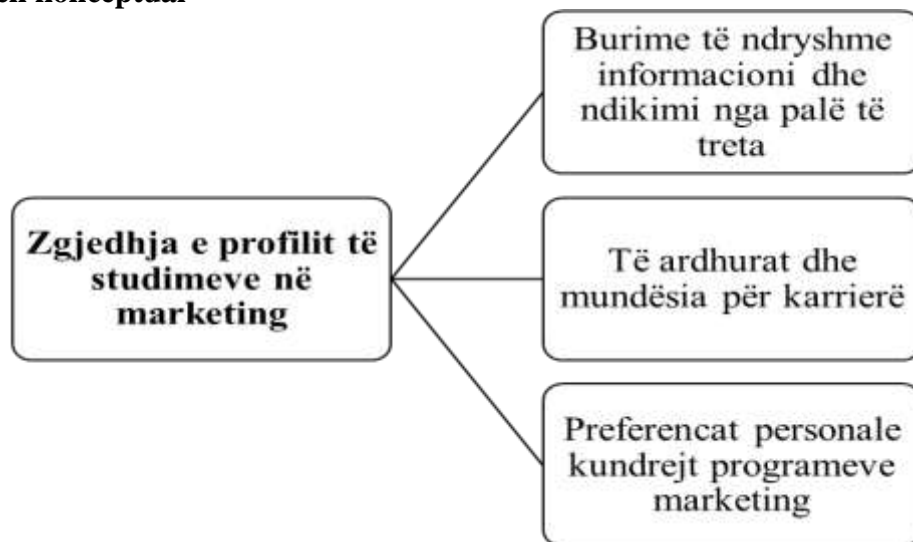 konceptual
Burime të ndryshme
informacioni dhe
ndikimi nga palë të
treta
Zgjedhja e profilit të
studimeve në
marketing
Të ardhurat dhe
mundësia për karrierë
Preferencat personale
kundrejt programeve
marketing